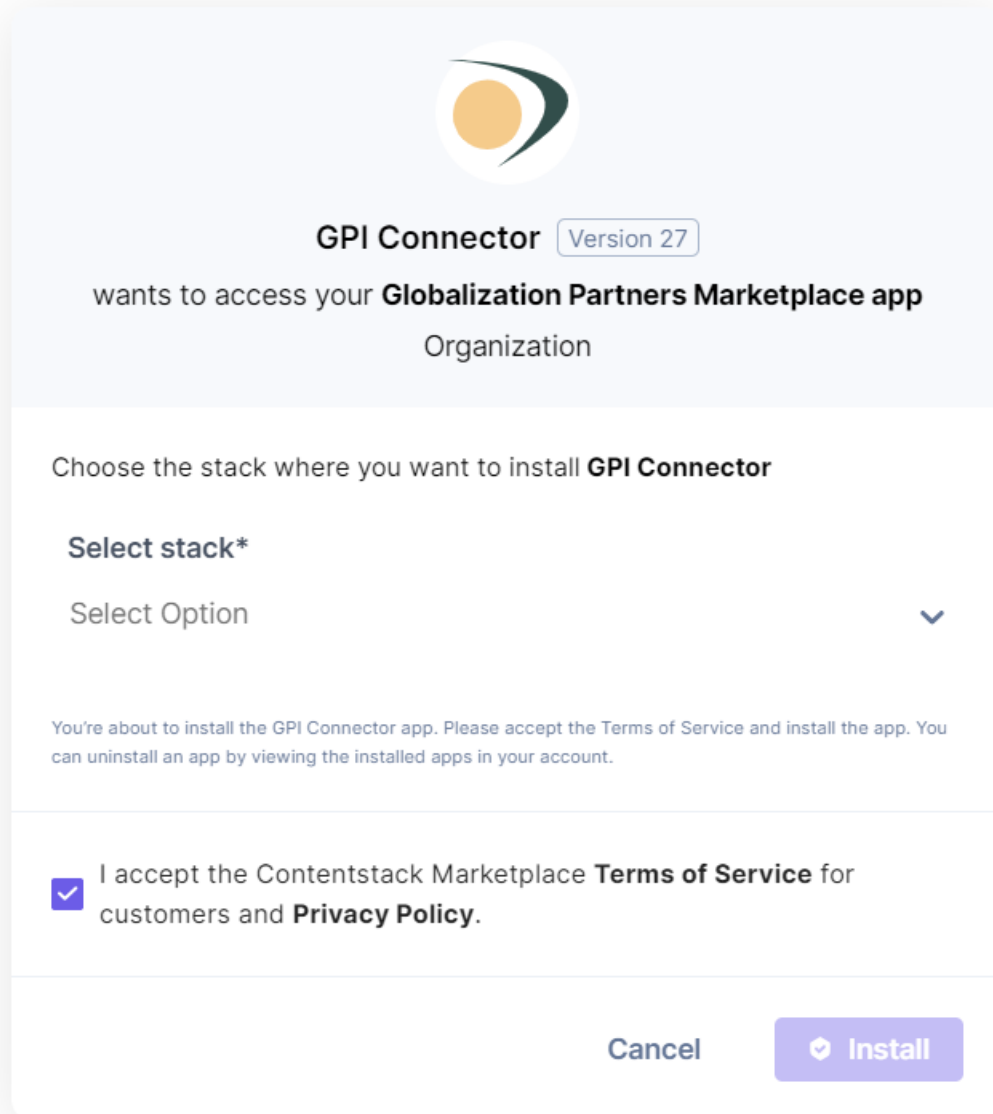 GPI Connector Version 27
wants to access your Globalization Partners Marketplace app
Organization
Choose the stack where you want to install GPI Connector
Select stack*
Select Option
You're about to install the GPI Connector app. Please accept the Terms of Service and install the app. You
can uninstall an app by viewing the installed apps in your account.
I accept the Contentstack Marketplace Terms of Service for
customers and Privacy Policy.
Cancel Install